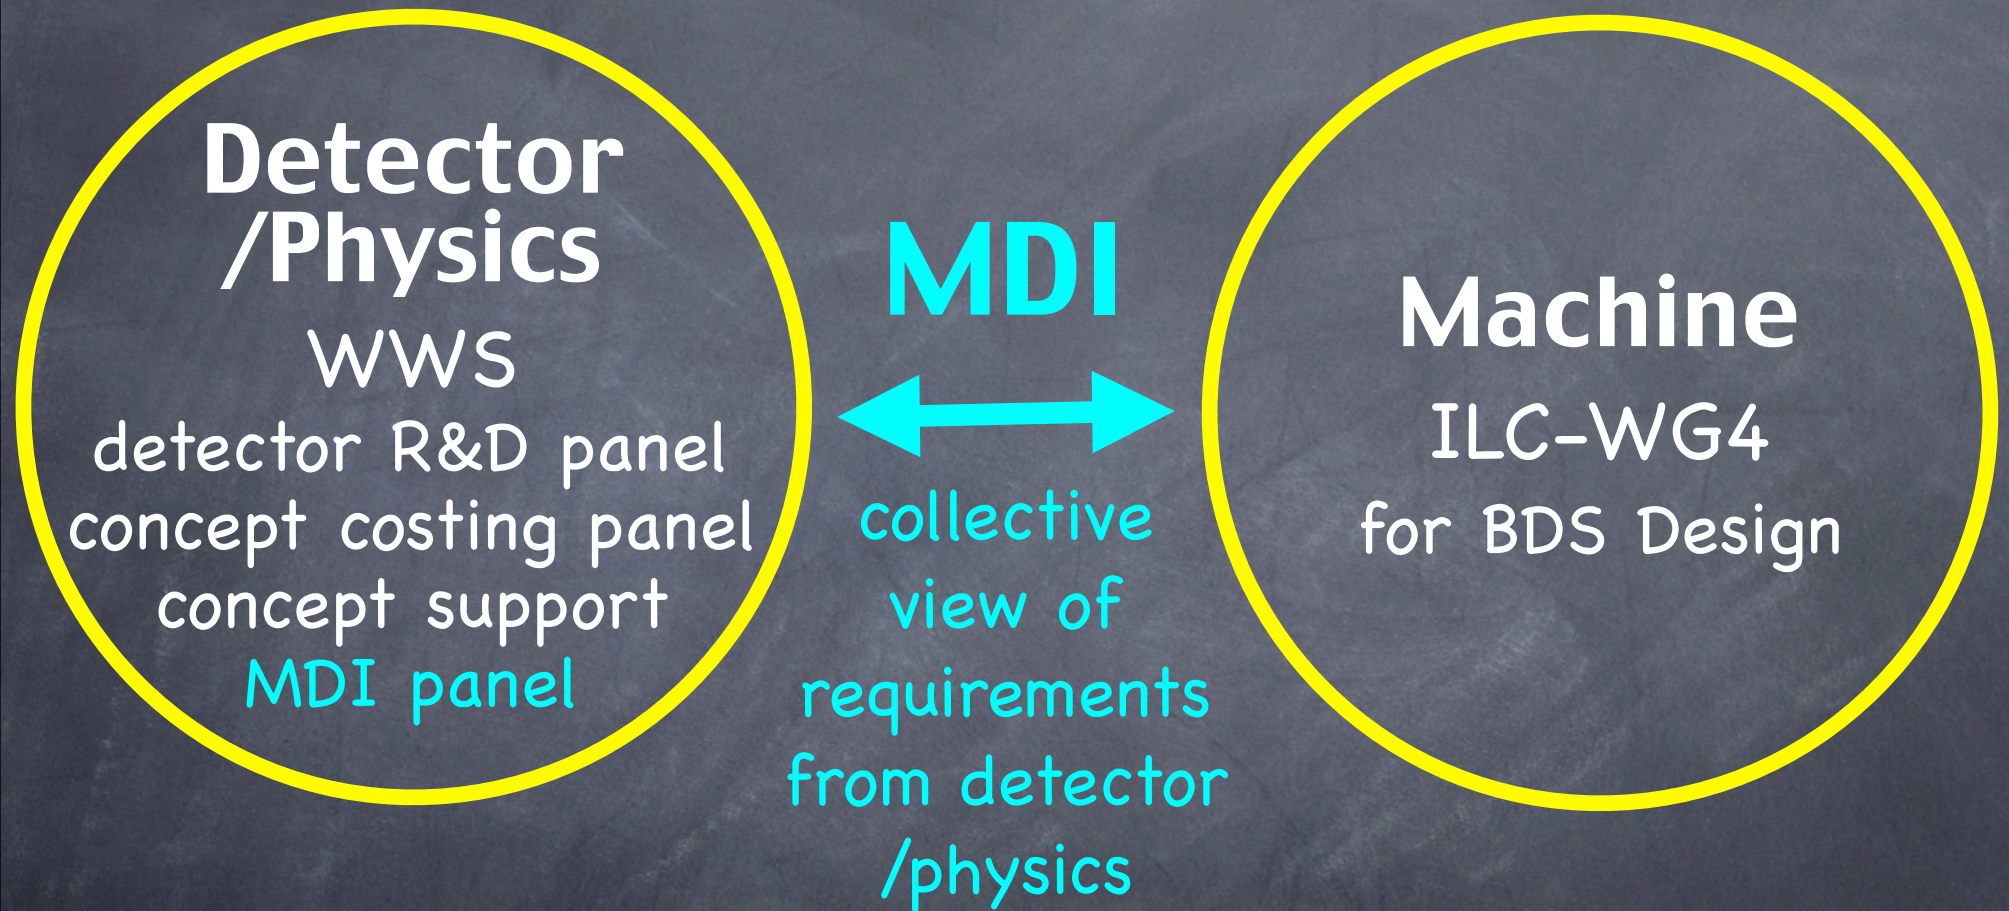 Detector
/Physics
WWS
detector R&D panel
concept costing panel
concept support
MDI panel
MDI
collective
view of
requirements
from detector
/physics
Machine
ILC-WG4
for BDS Design